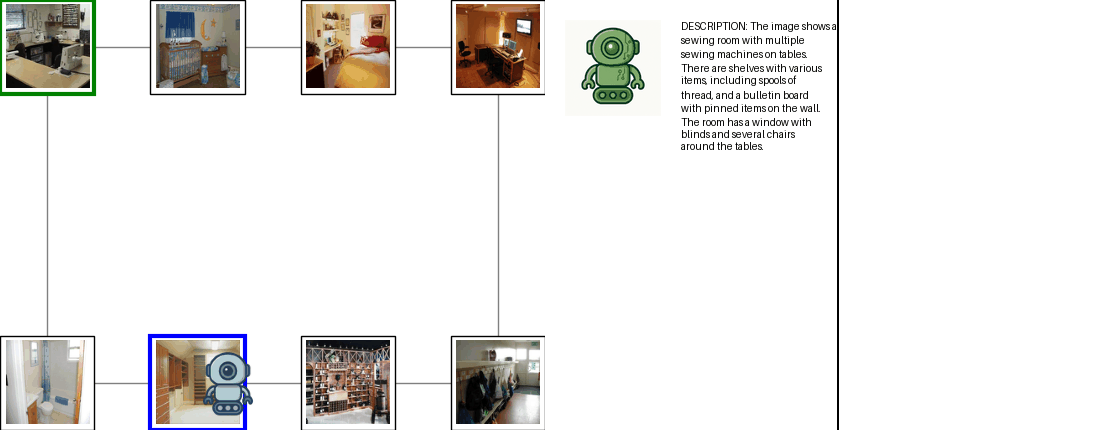 DESCRIPTION: The image shows a
sewing room with multiple
sewing machines on tables.
There are shelves with various
items, including spools of
thread, and a bulletin board
with pinned items on the wall.
The room has a window with
blinds and several chairs
around the tables.